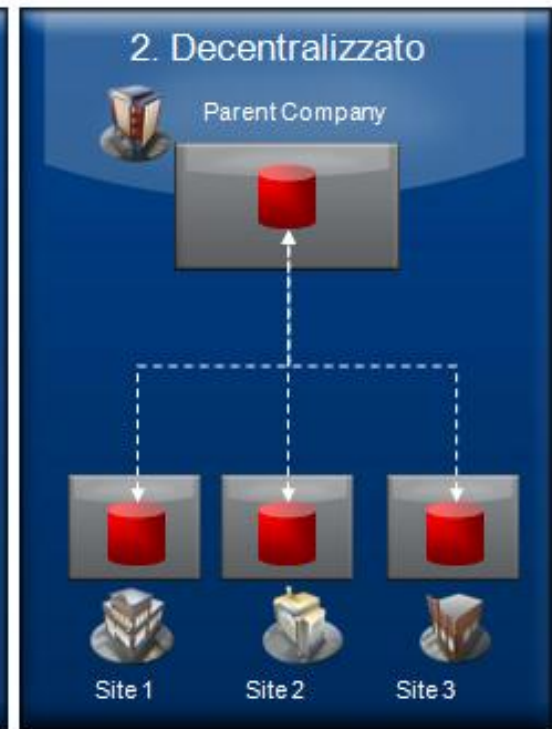 2. Decentralizzato
Parent Company
Site 1
Site 2
Site 3